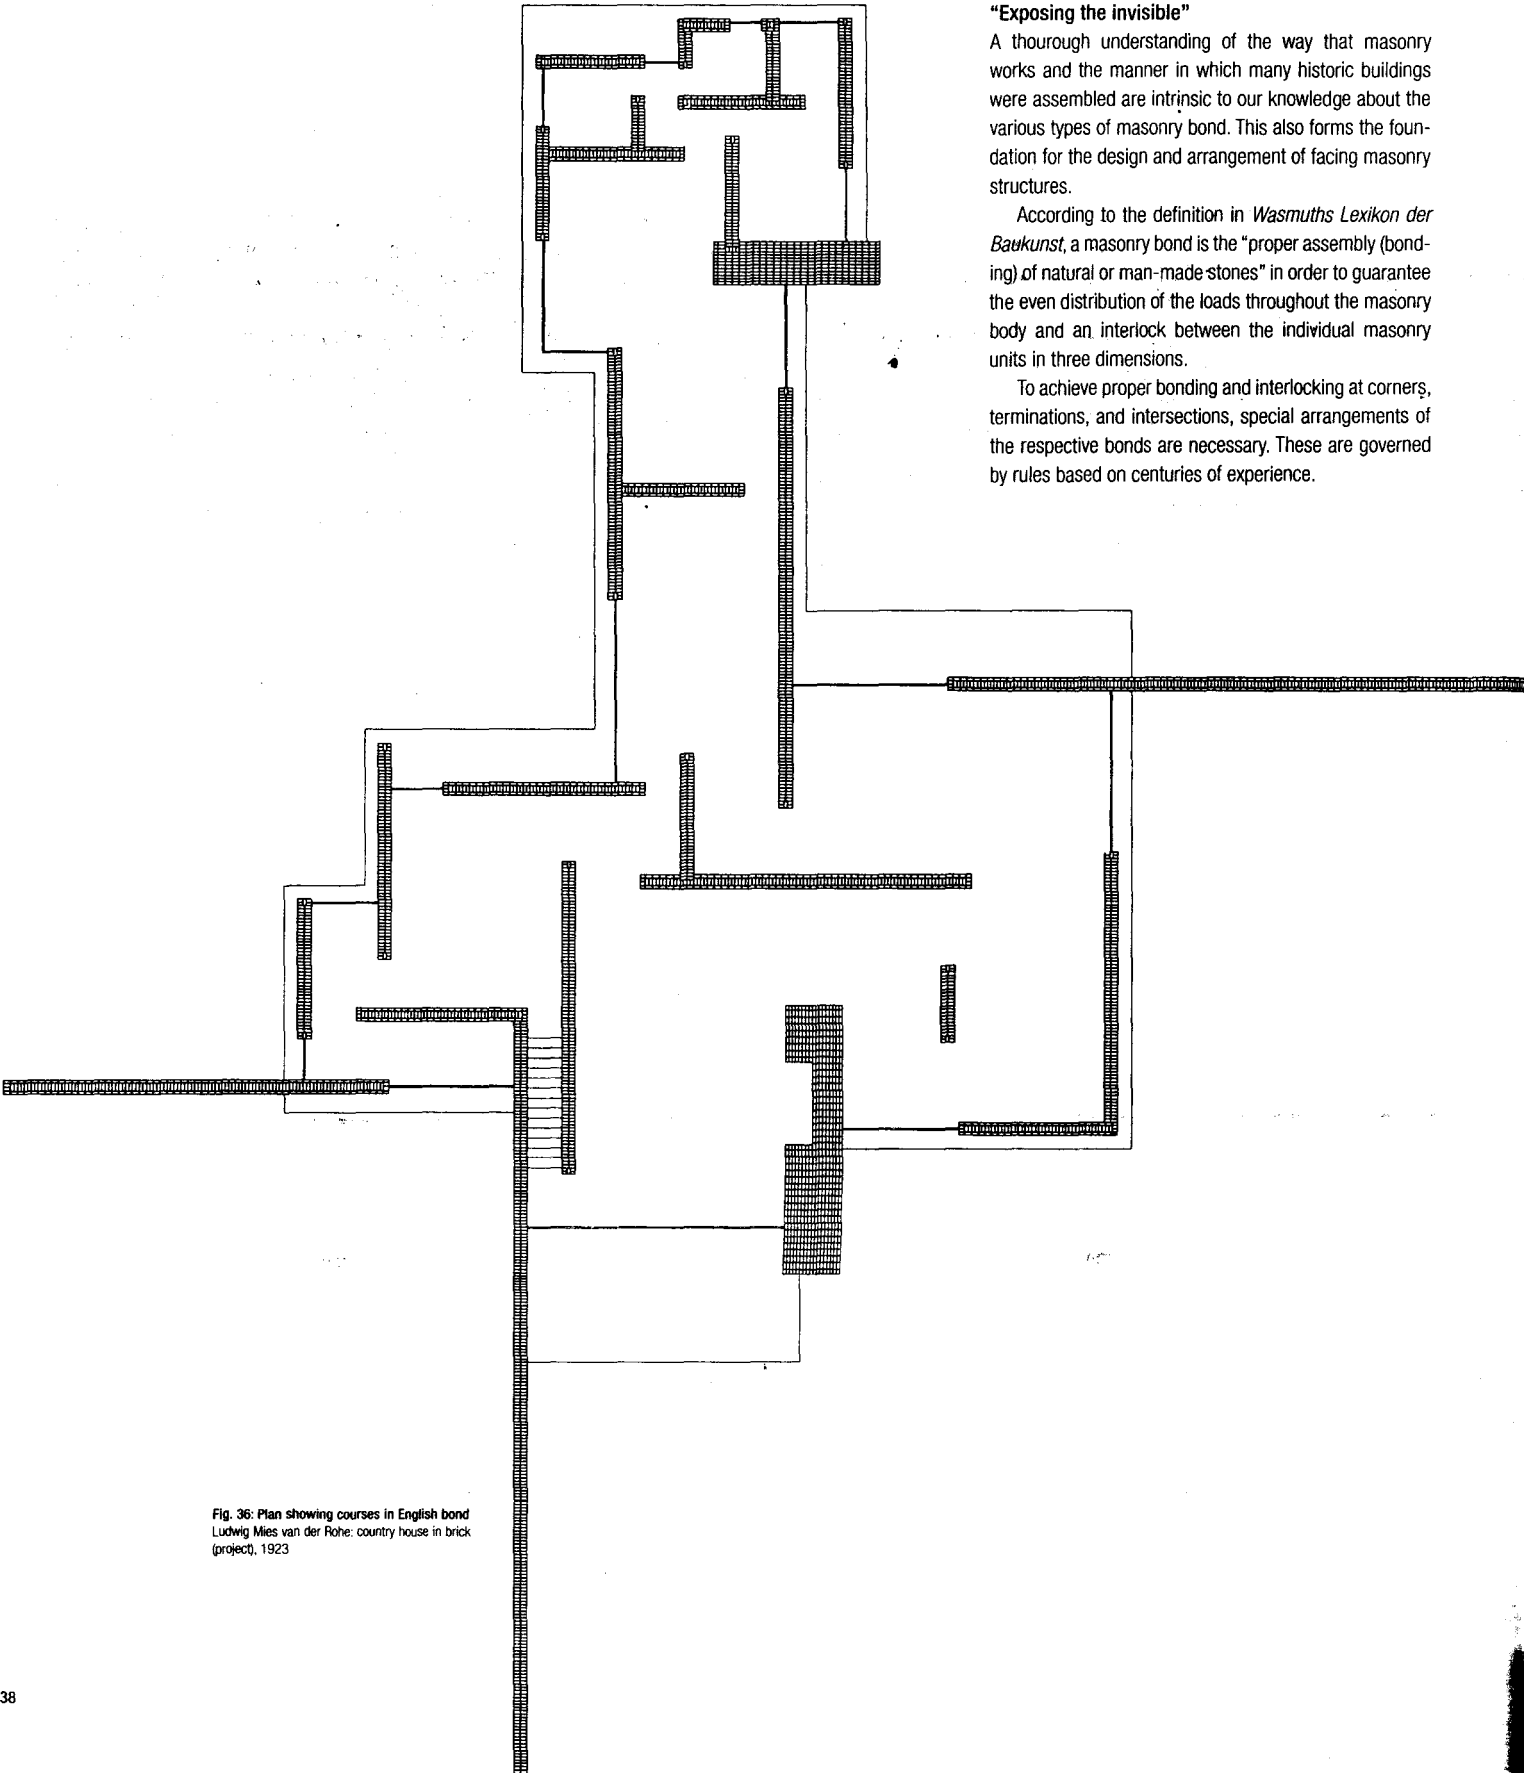 “Exposing the invisible”
A thourough understanding of the way that masonry
works and the manner in which many historic buildings
were assembled are intrinsic to our knowledge about the
various types of masonry bond. This also forms the foun-
dation for the design and arrangement of facing masonry
structures.
According to the definition in Wasmuths Lexikon der
Baukunst, a masonry bond is the “proper assembly (bond-
ing) of natural or man-made stones” in order to guarantee
the even distribution of the loads throughout the masonry
body and an interlock between the individual masonry
units in three dimensions.
To achieve proper bonding and interlocking at corners,
terminations, and intersections, special arrangements of
the respective bonds are necessary. These are governed
by rules based on centuries of experience.
Fig. 36: Plan showing courses in English bond
Ludwig Mies van der Rohe: country house in brick
(project), 1923
38